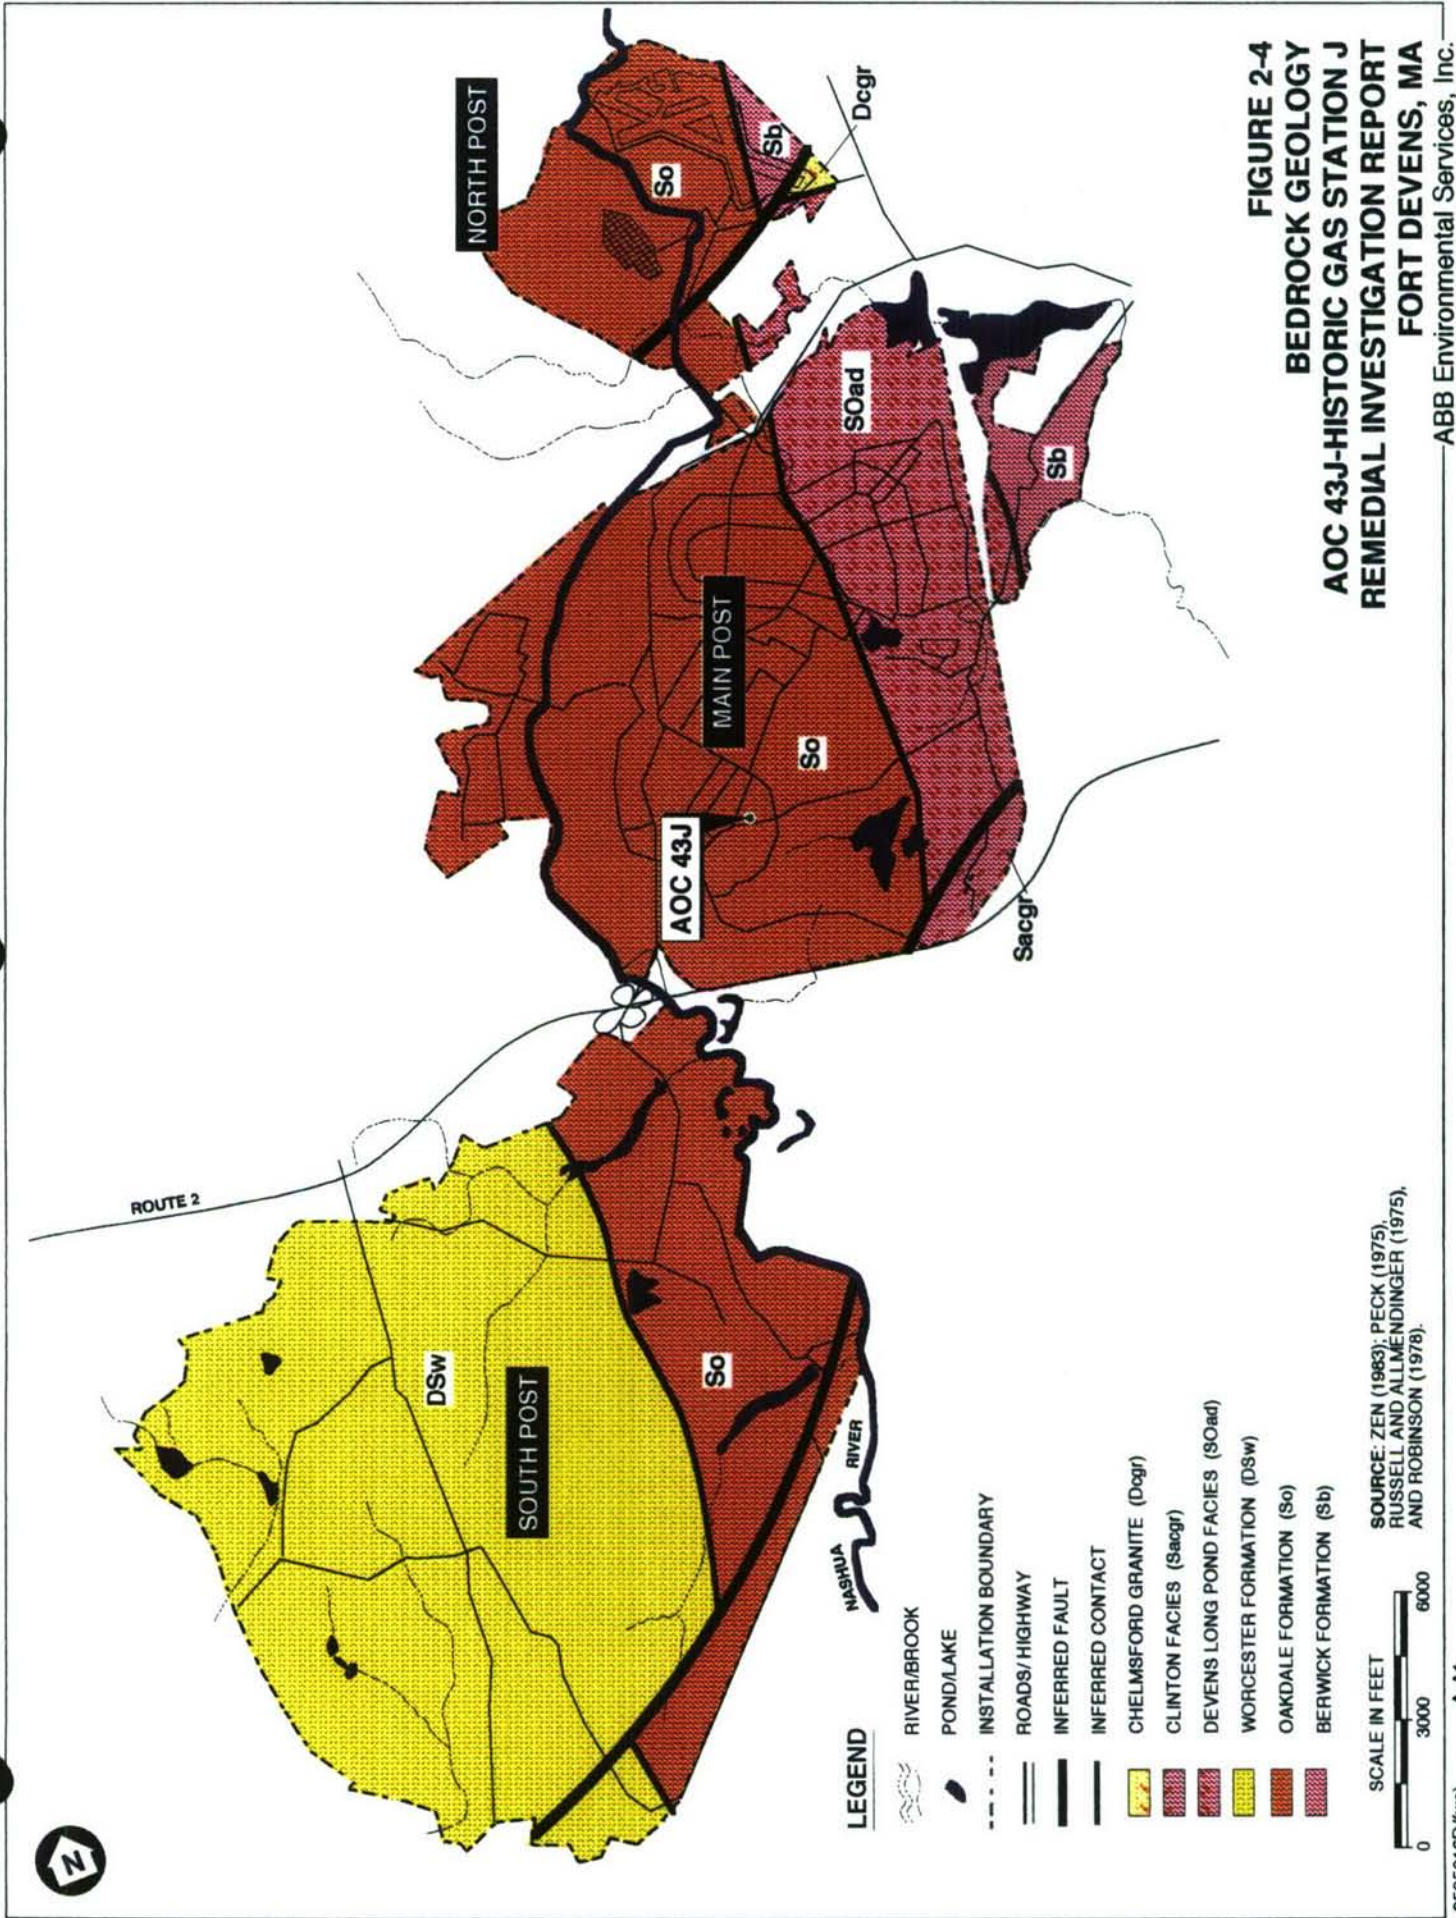 NORTH POST
So
Sb
Dcgr
SOad
Sb
MAIN POST
So
AOC 43J
Sacgr
ROUTE 2
DSw
SOUTH POST
So
NASHUA
RIVER
N
LEGEND
RIVER/BROOK
POND/LAKE
INSTALLATION BOUNDARY
ROADS/HIGHWAY
INFERRED FAULT
INFERRED CONTACT
CHELMSFORD GRANITE (Dcgr)
CLINTON FACIES (Sacgr)
DEVENS LONG POND FACIES (SOad)
WORCESTER FORMATION (DSw)
OAKDALE FORMATION (So)
BERWICK FORMATION (Sb)
SCALE IN FEET
0 3000 6000
SOURCE: ZEN (1983); PECK (1975),
RUSSELL AND ALLMENDINGER (1975),
AND ROBINSON (1978).
FIGURE 2-4
BEDROCK GEOLOGY
AOC 43J-HISTORIC GAS STATION J
REMEDIAL INVESTIGATION REPORT
FORT DEVENS, MA
ABB Environmental Services, Inc.